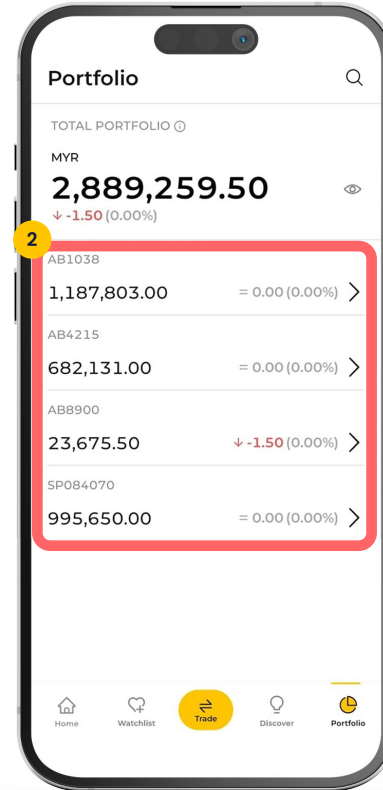 Portfolio
TOTAL PORTFOLIO ⓘ
MYR
2,889,259.50
↓ -1.50 (0.00%)
2
AB1038
1,187,803.00 = 0.00 (0.00%)
AB4215
682,131.00 = 0.00 (0.00%)
AB8900
23,675.50 ↓ -1.50 (0.00%)
SP084070
995,650.00 = 0.00 (0.00%)
Home Watchlist Trade Discover Portfolio